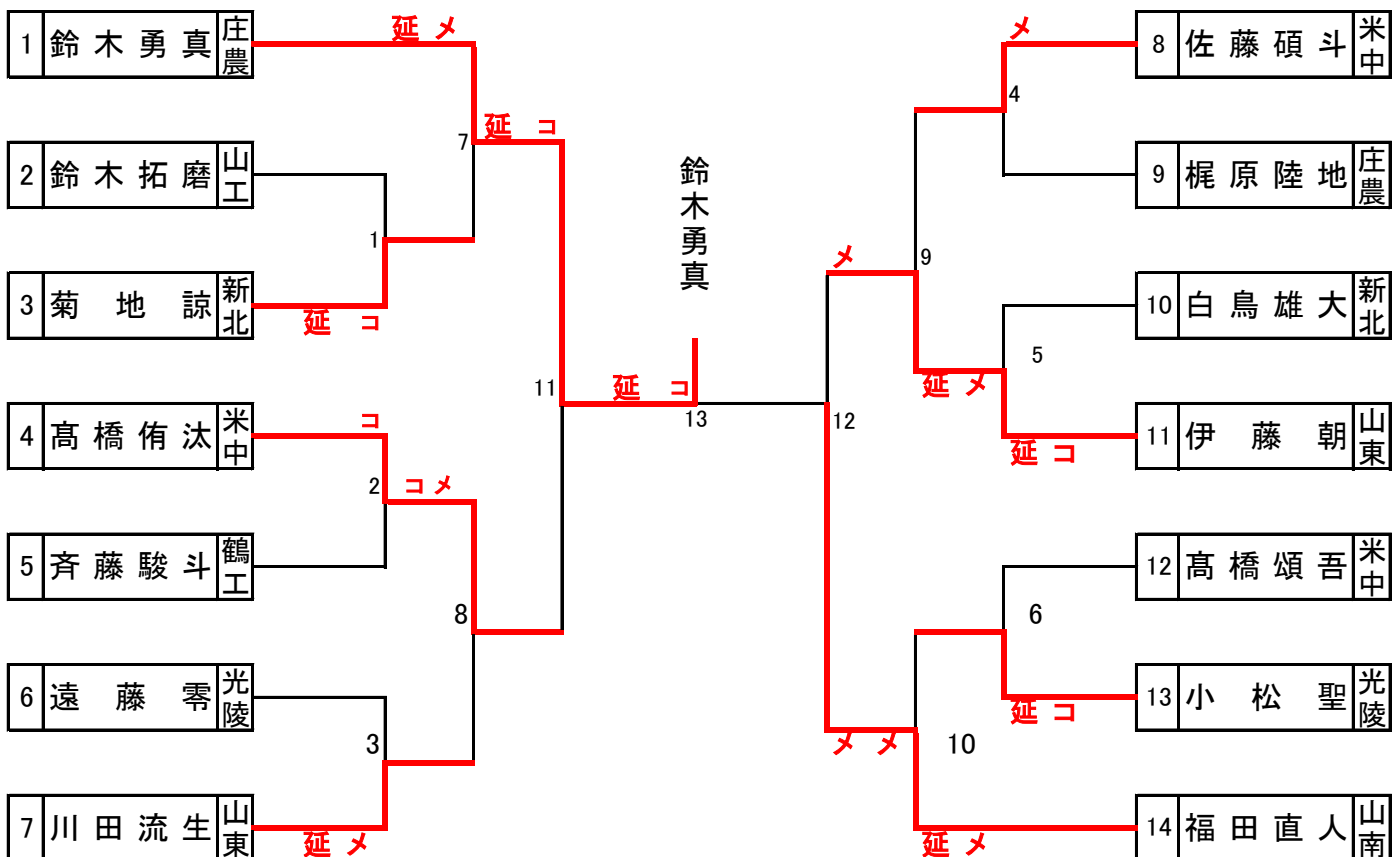 1 鈴木勇真 庄農
2 鈴木拓磨 山工
3 菊地諒 新北
4 髙橋侑汰 米中
5 斉藤駿斗 鶴工
6 遠藤零 光陵
7 川田流生 山東
延 メ
7
延 コ
1
延 コ
コ
2
コ メ
8
3
延 メ
11
延 コ
13
鈴木勇真
12
メ
9
メ
4
延 メ
5
延 コ
6
延 コ
メ メ
10
延 メ
8 佐藤碩斗 米中
9 梶原陸地 庄農
10 白鳥雄大 新北
11 伊藤朝 山東
12 髙橋頌吾 米中
13 小松聖 光陵
14 福田直人 山南